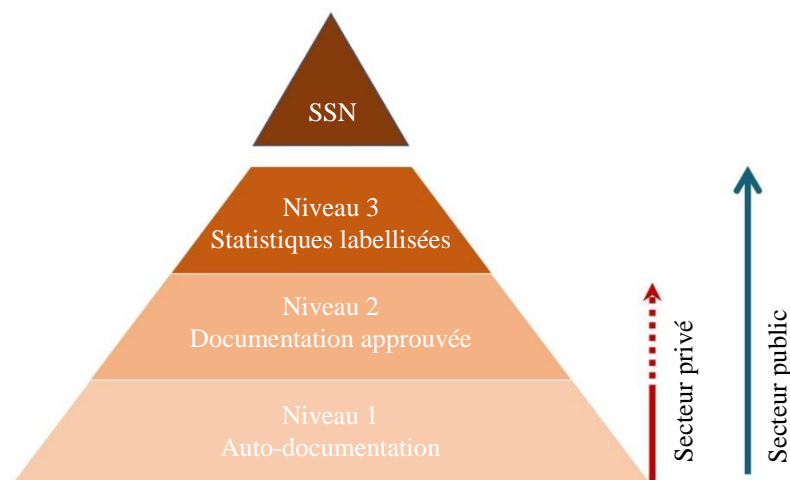 SSN
Niveau 3
Statistiques labellisées
Niveau 2
Documentation approuvée
Niveau 1
Auto-documentation
Secteur privé
Secteur public